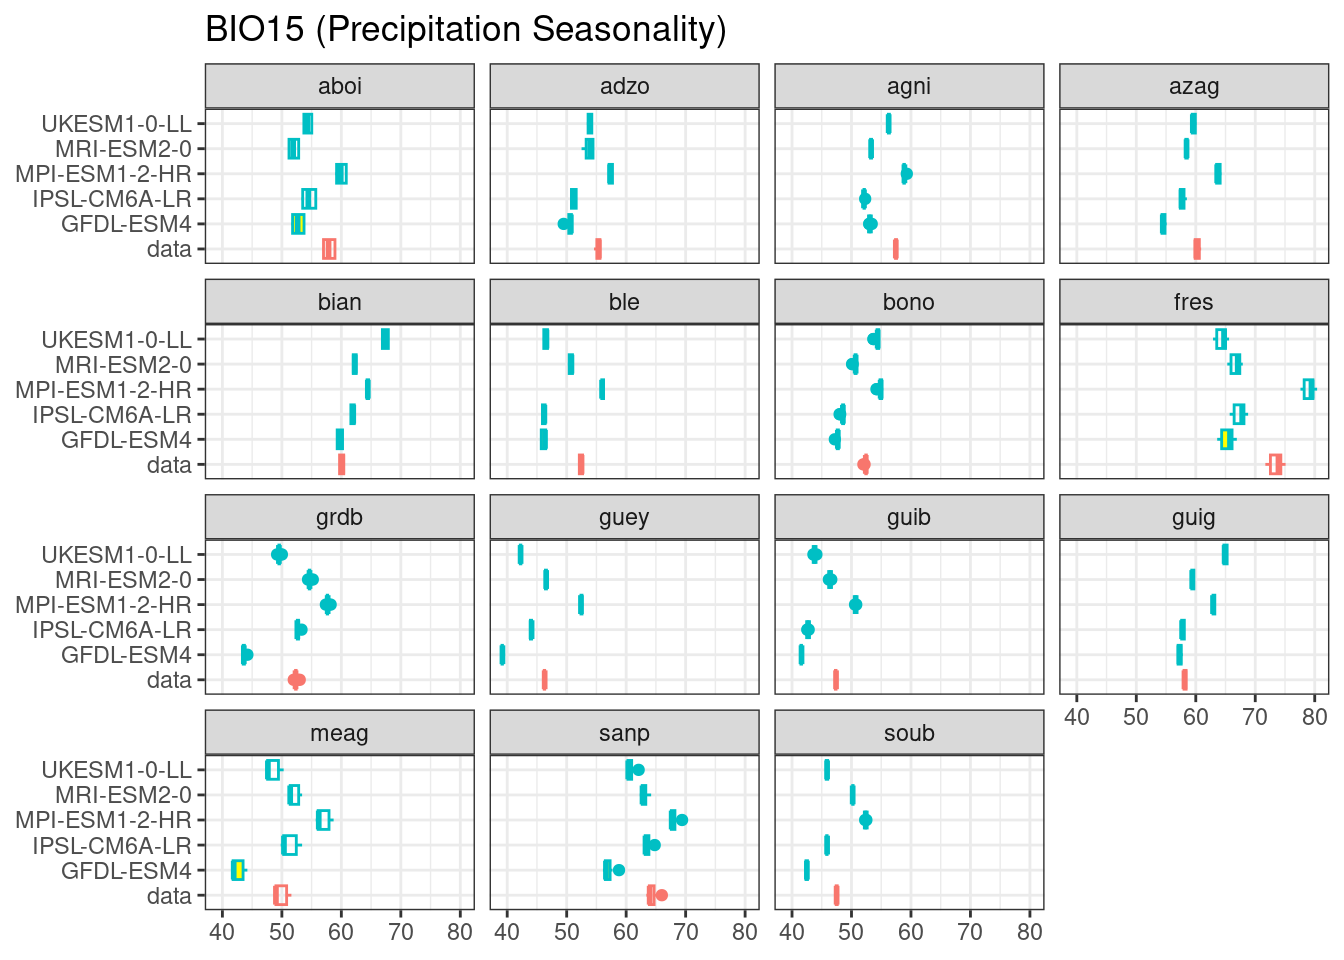 BIO15 (Precipitation Seasonality)
aboi adzo agni azag
UKESM1-0-LL
MRI-ESM2-0
MPI-ESM1-2-HR
IPSL-CM6A-LR
GFDL-ESM4
data
bian ble bono fres
UKESM1-0-LL
MRI-ESM2-0
MPI-ESM1-2-HR
IPSL-CM6A-LR
GFDL-ESM4
data
grdb guey guib guig
UKESM1-0-LL
MRI-ESM2-0
MPI-ESM1-2-HR
IPSL-CM6A-LR
GFDL-ESM4
data
40 50 60 70 80
meag sanp soub
UKESM1-0-LL
MRI-ESM2-0
MPI-ESM1-2-HR
IPSL-CM6A-LR
GFDL-ESM4
data
40 50 60 70 80 40 50 60 70 80 40 50 60 70 80